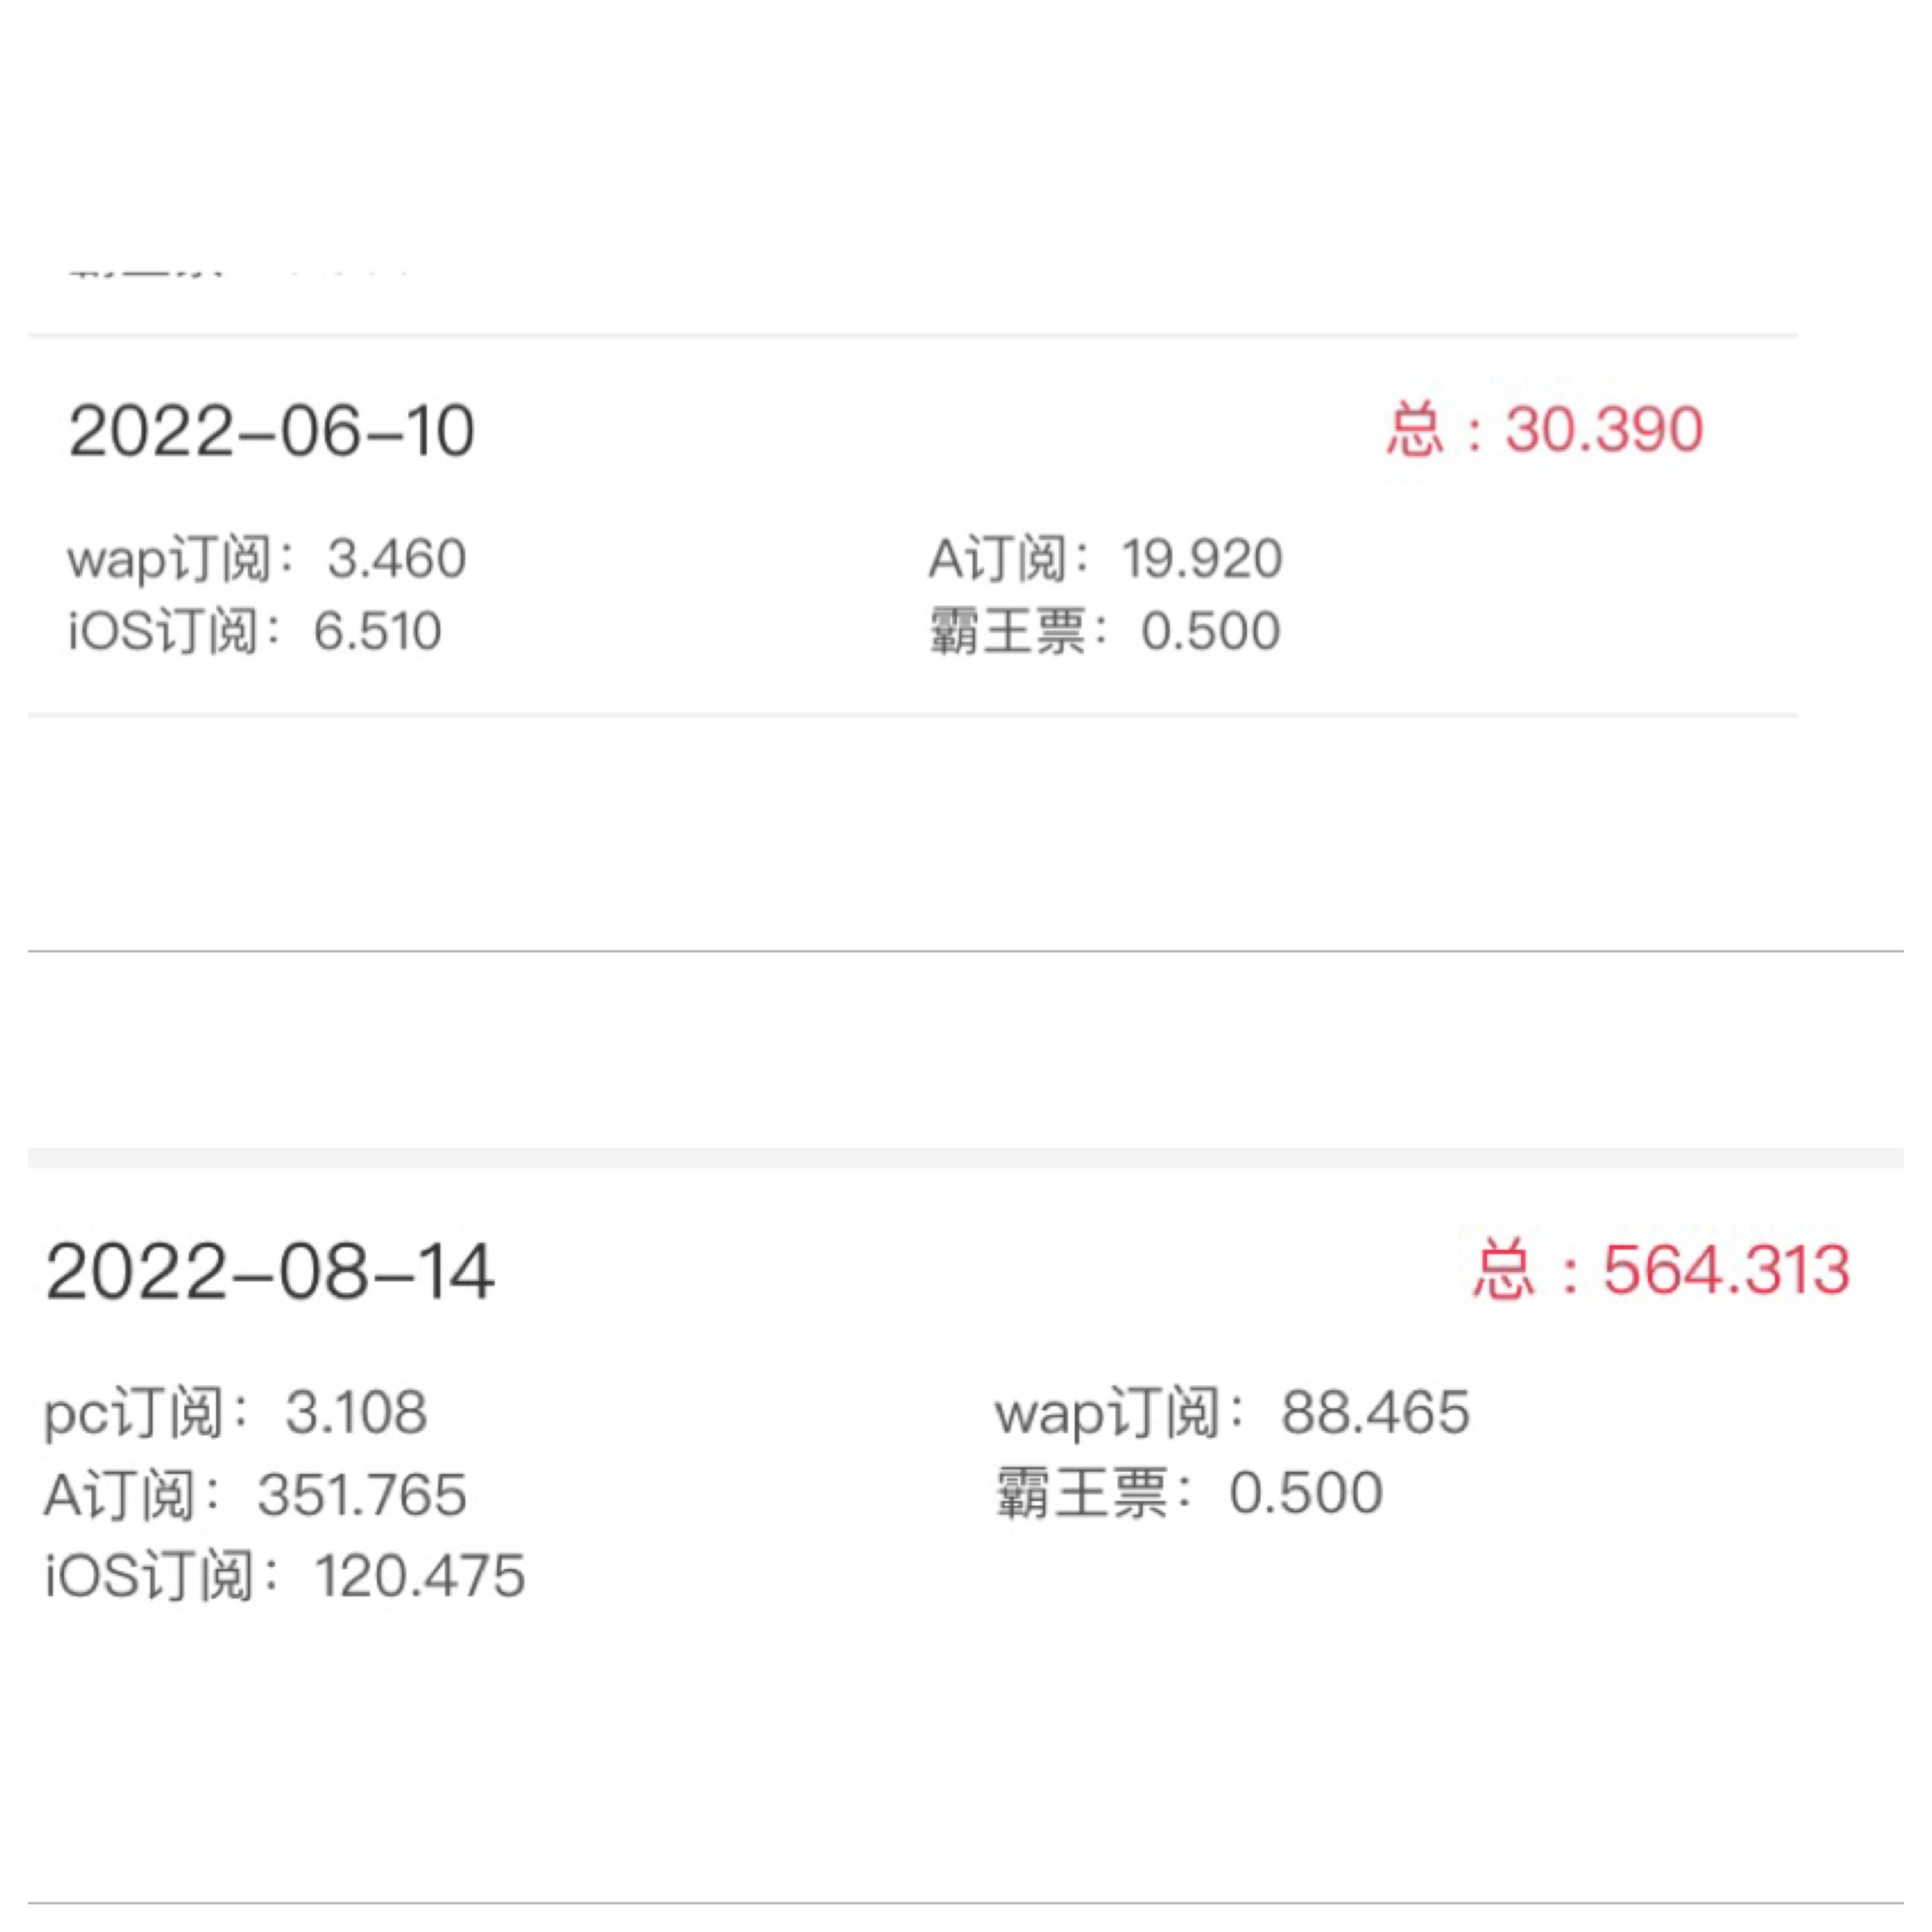 2022-06-10 总：30.390
wap订阅：3.460 A订阅：19.920
iOS订阅：6.510 霸王票：0.500
2022-08-14 总：564.313
pc订阅：3.108 wap订阅：88.465
A订阅：351.765 霸王票：0.500
iOS订阅：120.475